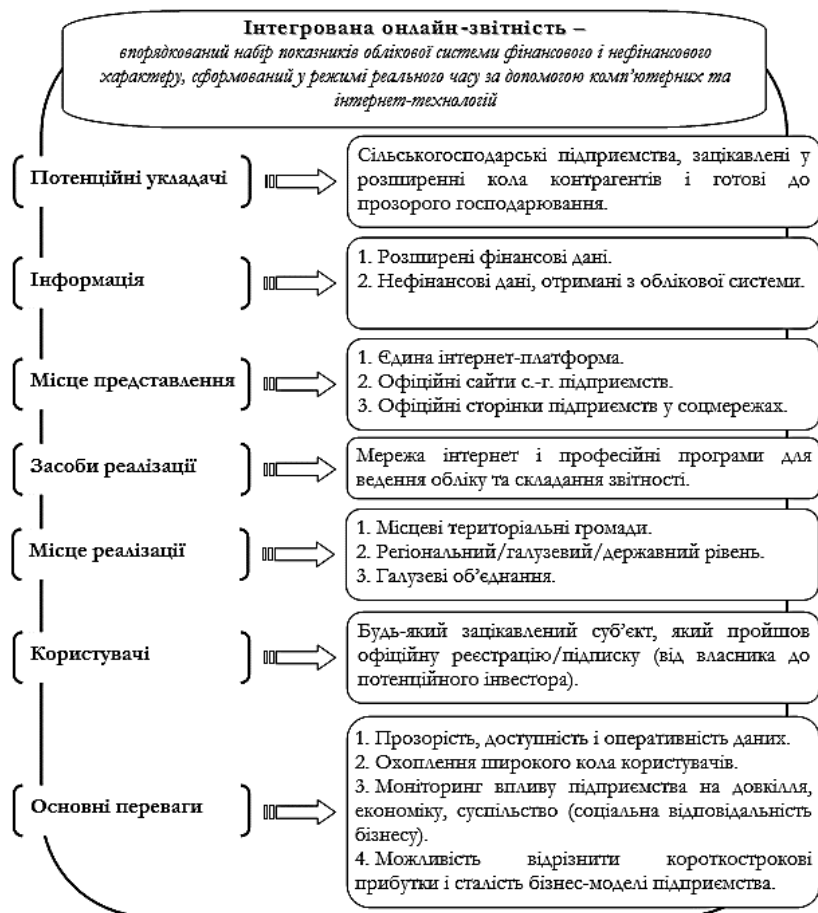 Інтегрована онлайн-звітність –
впорядкований набір показників облікової системи фінансового і нефінансового
характеру, сформований у режимі реального часу за допомогою комп'ютерних та
інтернет-технологій
Потенційні укладачі
Сільськогосподарські підприємства, зацікавлені у
розширенні кола контрагентів і готові до
прозорого господарювання.
Інформація
1. Розширені фінансові дані.
2. Нефінансові дані, отримані з облікової системи.
Місце представлення
1. Єдина інтернет-платформа.
2. Офіційні сайти с.-г. підприємств.
3. Офіційні сторінки підприємств у соцмережах.
Засоби реалізації
Мережа інтернет і професійні програми для
ведення обліку та складання звітності.
Місце реалізації
1. Місцеві територіальні громади.
2. Регіональний/галузевий/державний рівень.
3. Галузеві об'єднання.
Користувачі
Будь-який зацікавлений суб'єкт, який пройшов
офіційну реєстрацію/підписку (від власника до
потенційного інвестора).
Основні переваги
1. Прозорість, доступність і оперативність даних.
2. Охоплення широкого кола користувачів.
3. Моніторинг впливу підприємства на довкілля,
економіку, суспільство (соціальна відповідальність
бізнесу).
4. Можливість відрізнити короткострокові
прибутки і сталість бізнес-моделі підприємства.